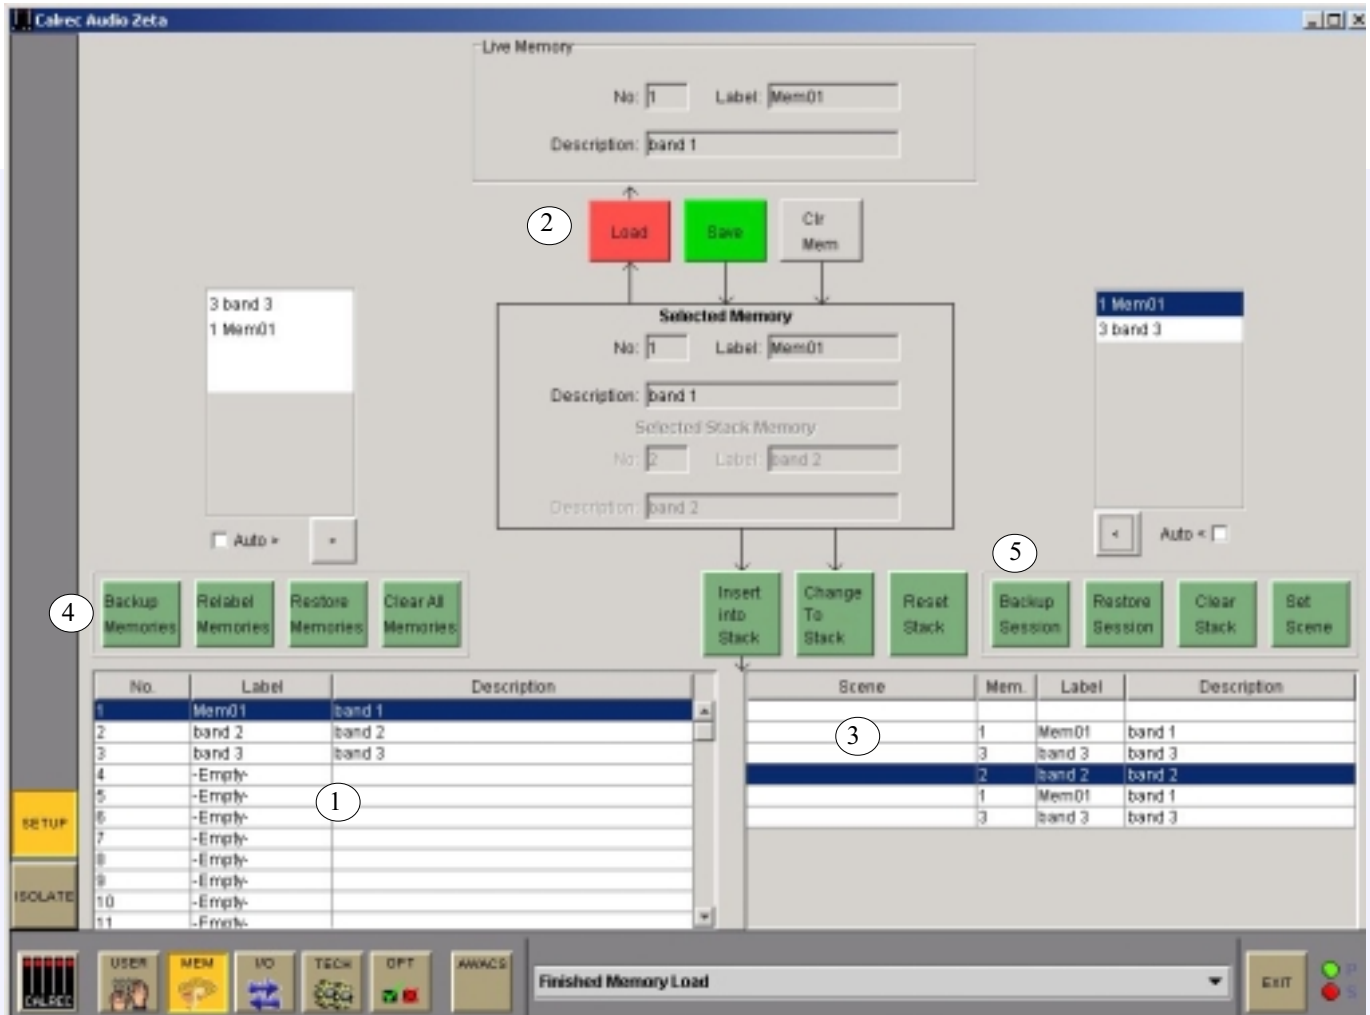 Calrec Audio Zeta
Live Memory
No: 1 Label: Mem01
Description: band 1
2
Load
Save
Clr
Mem
3 band 3
1 Mem01
Auto >
Selected Memory
No: 1 Label: Mem01
Description: band 1
Selected Stack Memory
No: 2 Label: band 2
Description: band 2
1 Mem01
3 band 3
< Auto <
4
Backup
Memories
Relabel
Memories
Restore
Memories
Clear All
Memories
Insert
into
Stack
Change
To
Stack
Reset
Stack
5
Backup
Session
Restore
Session
Clear
Stack
Set
Scene
No. Label Description
1 Mem01 band 1
2 band 2 band 2
3 band 3 band 3
4 -Empty-
5 -Empty-
6 -Empty-
7 -Empty-
8 -Empty-
9 -Empty-
10 -Empty-
11 -Empty-
1
Scene Mem. Label Description
1 Mem01 band 1
3 band 3 band 3
2 band 2 band 2
1 Mem01 band 1
3 band 3 band 3
3
SETUP
ISOLATE
CALREC
USER
MEM
I/O
TECH
OPT
AWACS
Finished Memory Load
EXIT
P
S